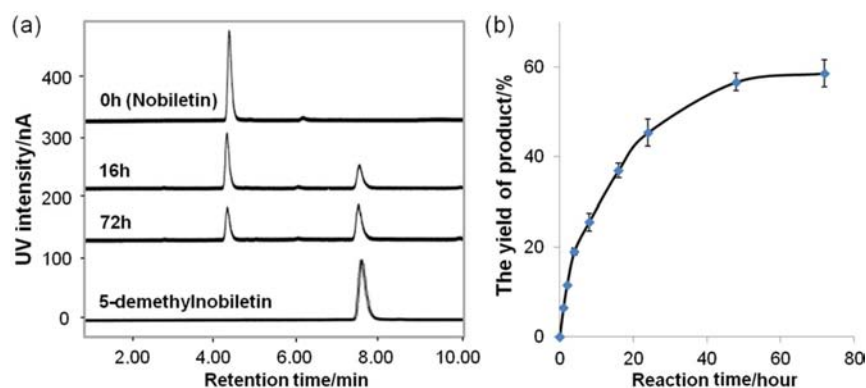 (a)
UV intensity/nA
400
300
200
100
0
0h (Nobiletin)
16h
72h
5-demethylnobiletin
2.00 4.00 6.00 8.00 10.00
Retention time/min
(b)
The yield of product/%
60
40
20
0
0 20 40 60 80
Reaction time/hour